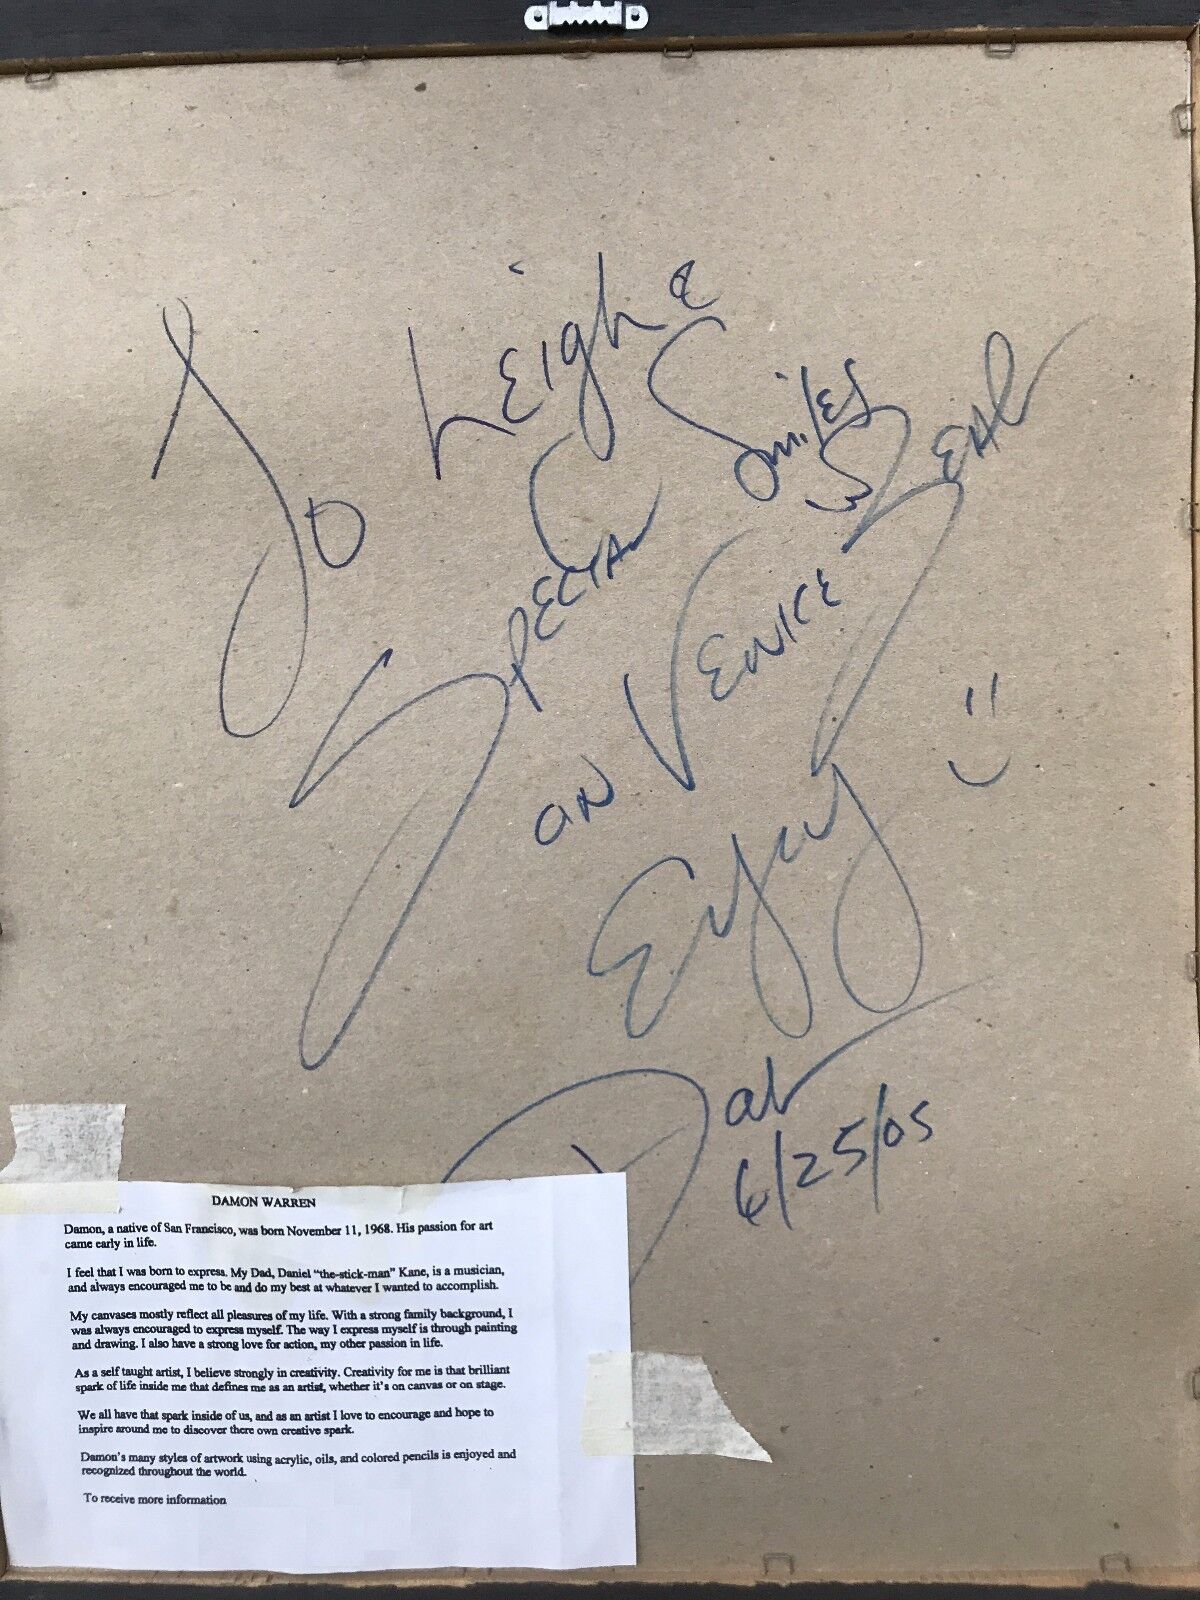 To Leigh &
Special Smiles
on Venice Beach
Enjoy
6/25/05
DAMON WARREN
Damon, a native of San Francisco, was born November 11, 1968. His passion for art
came early in life.
I feel that I was born to express. My Dad, Daniel “the-stick-man” Kane, is a musician,
and always encouraged me to be and do my best at whatever I wanted to accomplish.
My canvases mostly reflect all pleasures of my life. With a strong family background, I
was always encouraged to express myself. The way I express myself is through painting
and drawing. I also have a strong love for action, my other passion in life.
As a self taught artist, I believe strongly in creativity. Creativity for me is that brilliant
spark of life inside me that defines me as an artist, whether it's on canvas or on stage.
We all have that spark inside of us, and as an artist I love to encourage and hope to
inspire around me to discover there own creative spark.
Damon's many styles of artwork using acrylic, oils, and colored pencils is enjoyed and
recognized throughout the world.
To receive more information